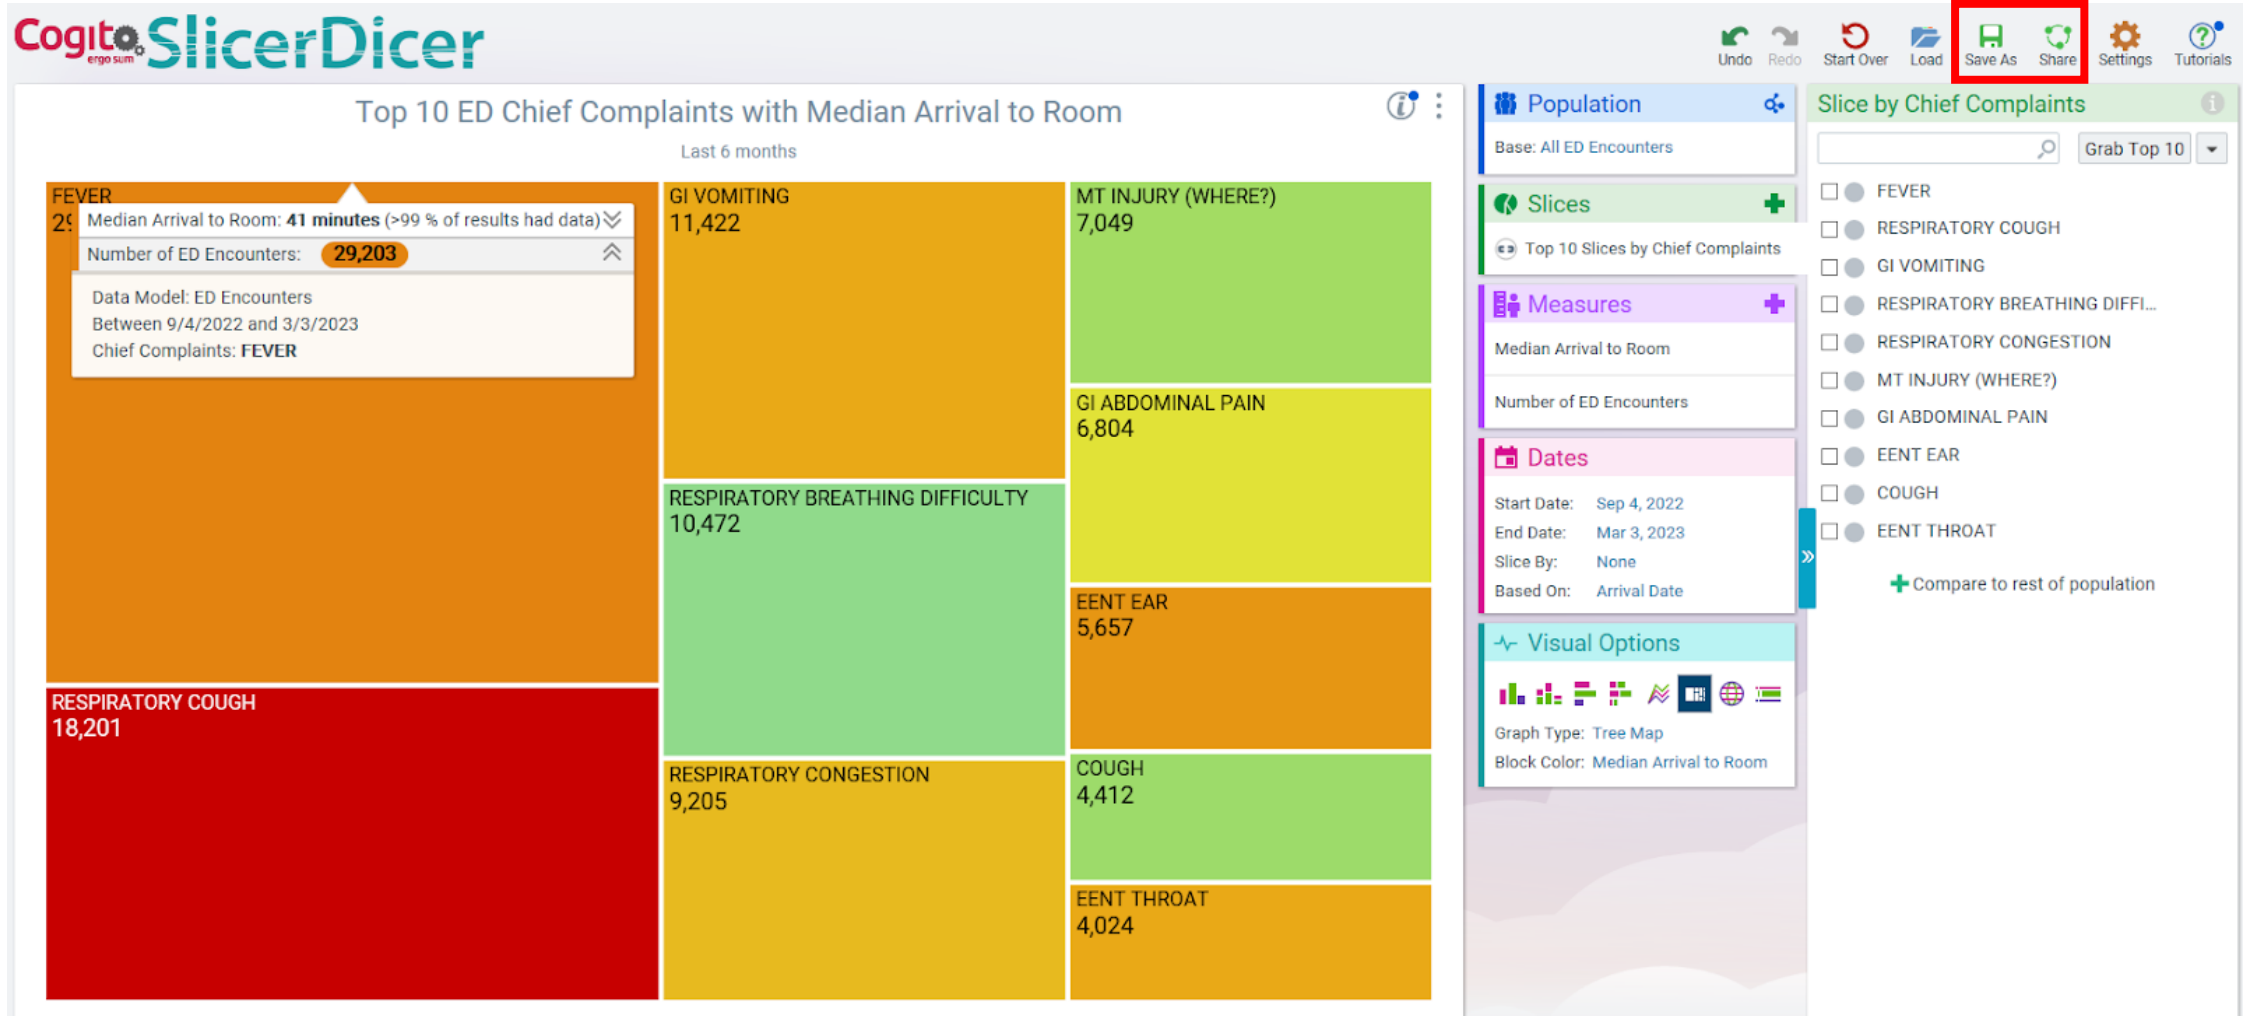 Cogito
ergo sum
SlicerDicer
Undo
Redo
Start Over
Load
Save As
Share
Settings
Tutorials
Top 10 ED Chief Complaints with Median Arrival to Room
Last 6 months
FEVER
29
Median Arrival to Room: 41 minutes (>99 % of results had data)
Number of ED Encounters: 29,203
Data Model: ED Encounters
Between 9/4/2022 and 3/3/2023
Chief Complaints: FEVER
RESPIRATORY COUGH
18,201
GI VOMITING
11,422
RESPIRATORY BREATHING DIFFICULTY
10,472
RESPIRATORY CONGESTION
9,205
MT INJURY (WHERE?)
7,049
GI ABDOMINAL PAIN
6,804
EENT EAR
5,657
COUGH
4,412
EENT THROAT
4,024
Population
Base: All ED Encounters
Slices
Top 10 Slices by Chief Complaints
Measures
Median Arrival to Room
Number of ED Encounters
Dates
Start Date: Sep 4, 2022
End Date: Mar 3, 2023
Slice By: None
Based On: Arrival Date
Visual Options
Graph Type: Tree Map
Block Color: Median Arrival to Room
Slice by Chief Complaints
Grab Top 10
FEVER
RESPIRATORY COUGH
GI VOMITING
RESPIRATORY BREATHING DIFFI...
RESPIRATORY CONGESTION
MT INJURY (WHERE?)
GI ABDOMINAL PAIN
EENT EAR
COUGH
EENT THROAT
Compare to rest of population